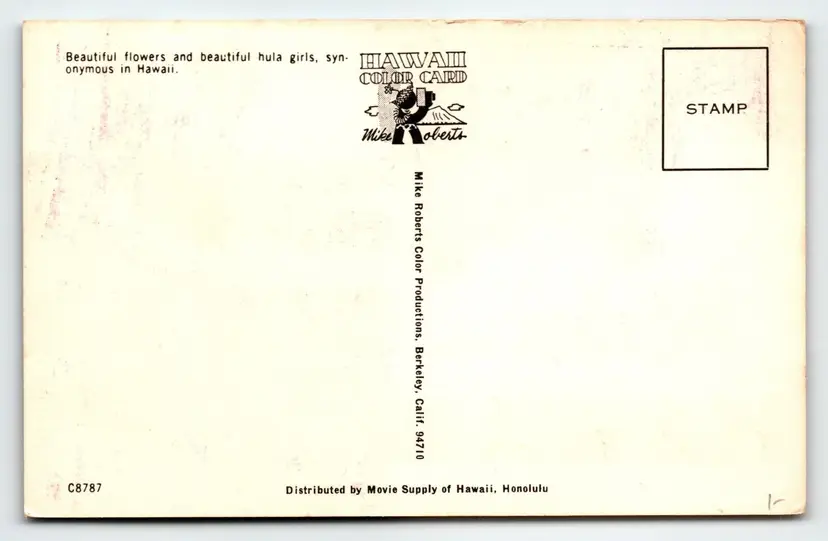 Beautiful flowers and beautiful hula girls, syn-
onymous in Hawaii.
HAWAII
COLOR CARD
Mike Roberts
STAMP
Mike Roberts Color Productions, Berkeley, Calif. 94710
C8787
Distributed by Movie Supply of Hawaii, Honolulu
1-